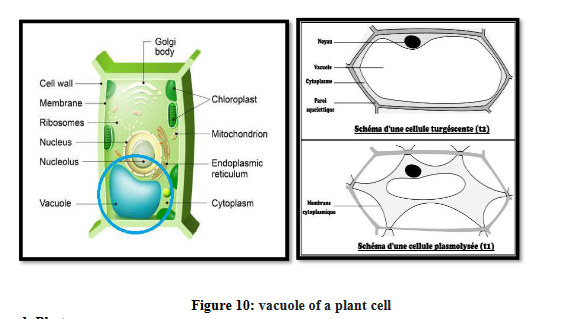 Golgi
body
Cell wall
Membrane
Ribosomes
Nucleus
Nucleolus
Vacuole
Chloroplast
Mitochondrion
Endoplasmic
reticulum
Cytoplasm
Noyau
Vacuole
Cytoplasme
Paroi
squelettique
Schéma d'une cellule turgéscente (t2)
Membrane
cytoplasmique
Schéma d'une cellule plasmolysée (t1)
Figure 10: vacuole of a plant cell